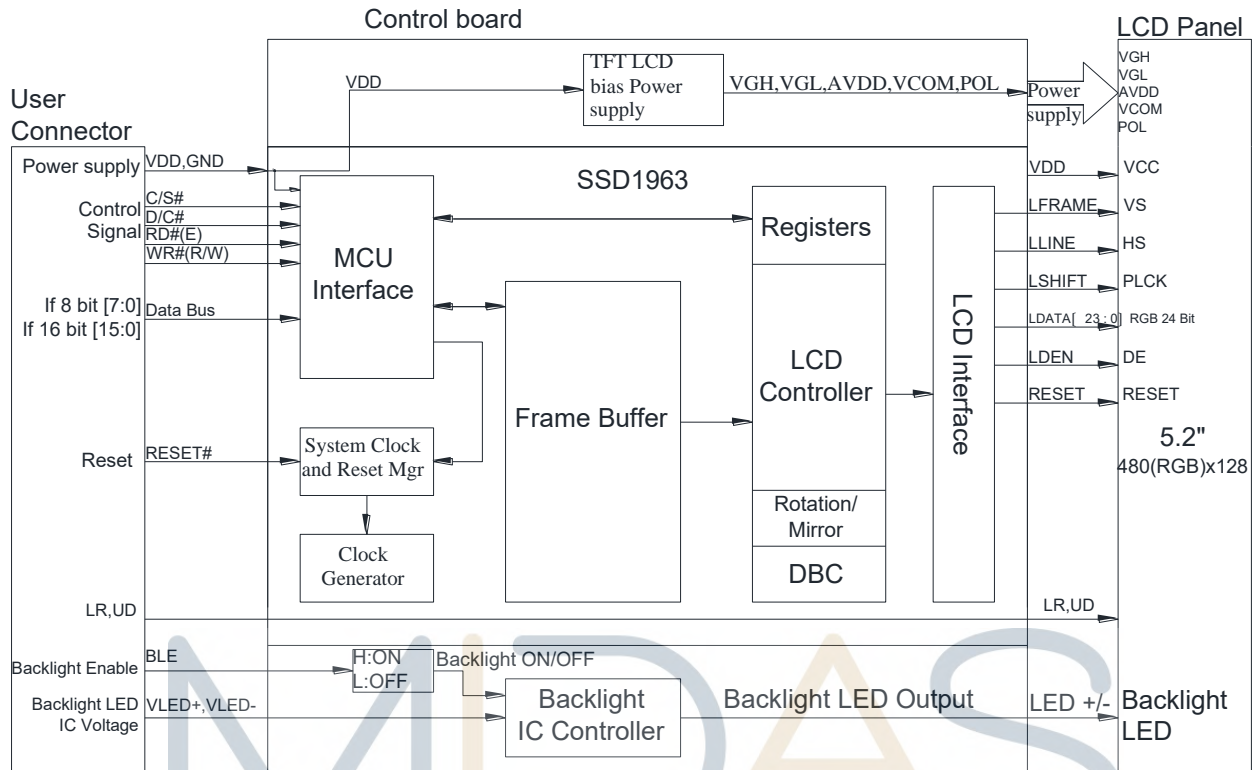 Control board
LCD Panel
User
Connector
Power supply
VDD,GND
Control
Signal
C/S#
D/C#
RD#(E)
WR#(R/W)
If 8 bit [7:0]
If 16 bit [15:0]
Data Bus
Reset
RESET#
LR,UD
Backlight Enable
BLE
Backlight LED
IC Voltage
VLED+,VLED-
VDD
TFT LCD
bias Power
supply
VGH,VGL,AVDD,VCOM,POL
Power
supply
SSD1963
MCU
Interface
System Clock
and Reset Mgr
Clock
Generator
Frame Buffer
Registers
LCD
Controller
Rotation/
Mirror
DBC
LCD Interface
H:ON
L:OFF
Backlight ON/OFF
Backlight
IC Controller
Backlight LED Output
VGH
VGL
AVDD
VCOM
POL
VDD
VCC
LFRAME
VS
LLINE
HS
LSHIFT
PLCK
LDATA[ 23 : 0] RGB 24 Bit
LDEN
DE
RESET
RESET
5.2"
480(RGB)x128
LR,UD
LED +/-
Backlight
LED
MIDAS